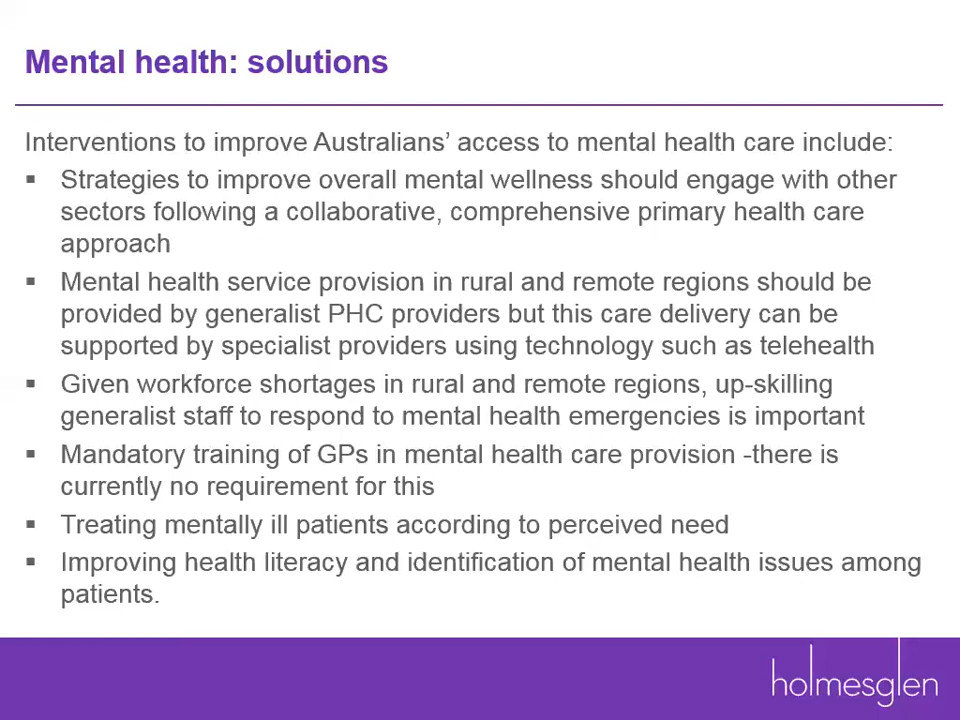 Mental health: solutions
Interventions to improve Australians’ access to mental health care include:
▪ Strategies to improve overall mental wellness should engage with other
sectors following a collaborative, comprehensive primary health care
approach
▪ Mental health service provision in rural and remote regions should be
provided by generalist PHC providers but this care delivery can be
supported by specialist providers using technology such as telehealth
▪ Given workforce shortages in rural and remote regions, up-skilling
generalist staff to respond to mental health emergencies is important
▪ Mandatory training of GPs in mental health care provision -there is
currently no requirement for this
▪ Treating mentally ill patients according to perceived need
▪ Improving health literacy and identification of mental health issues among
patients.
holmesglen